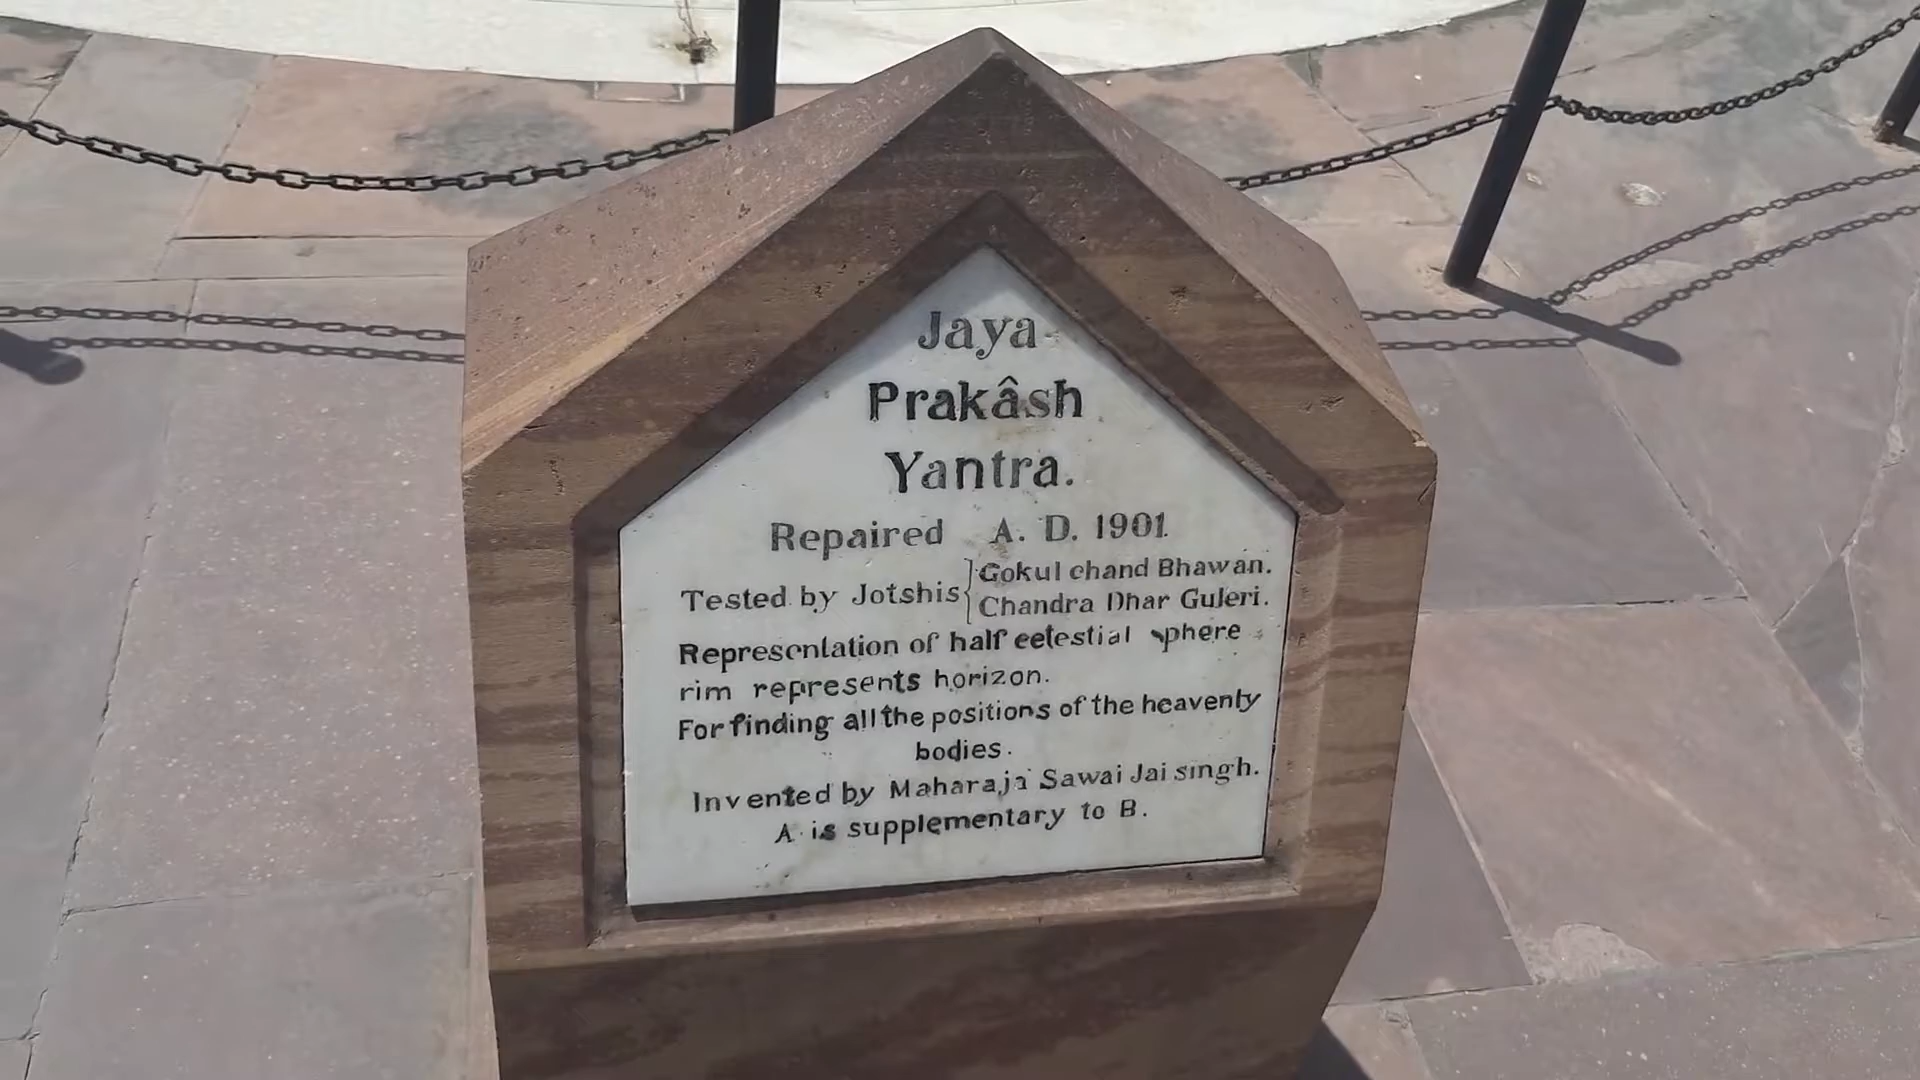 Jaya
Prakâsh
Yantra.
Repaired A. D. 1901.
Tested by Jotshis { Gokul chand Bhawan.
Chandra Dhar Guleri.
Representation of half celestial sphere
rim represents horizon.
For finding all the positions of the heavenly
bodies.
Invented by Maharaja Sawai Jai singh.
A is supplementary to B.